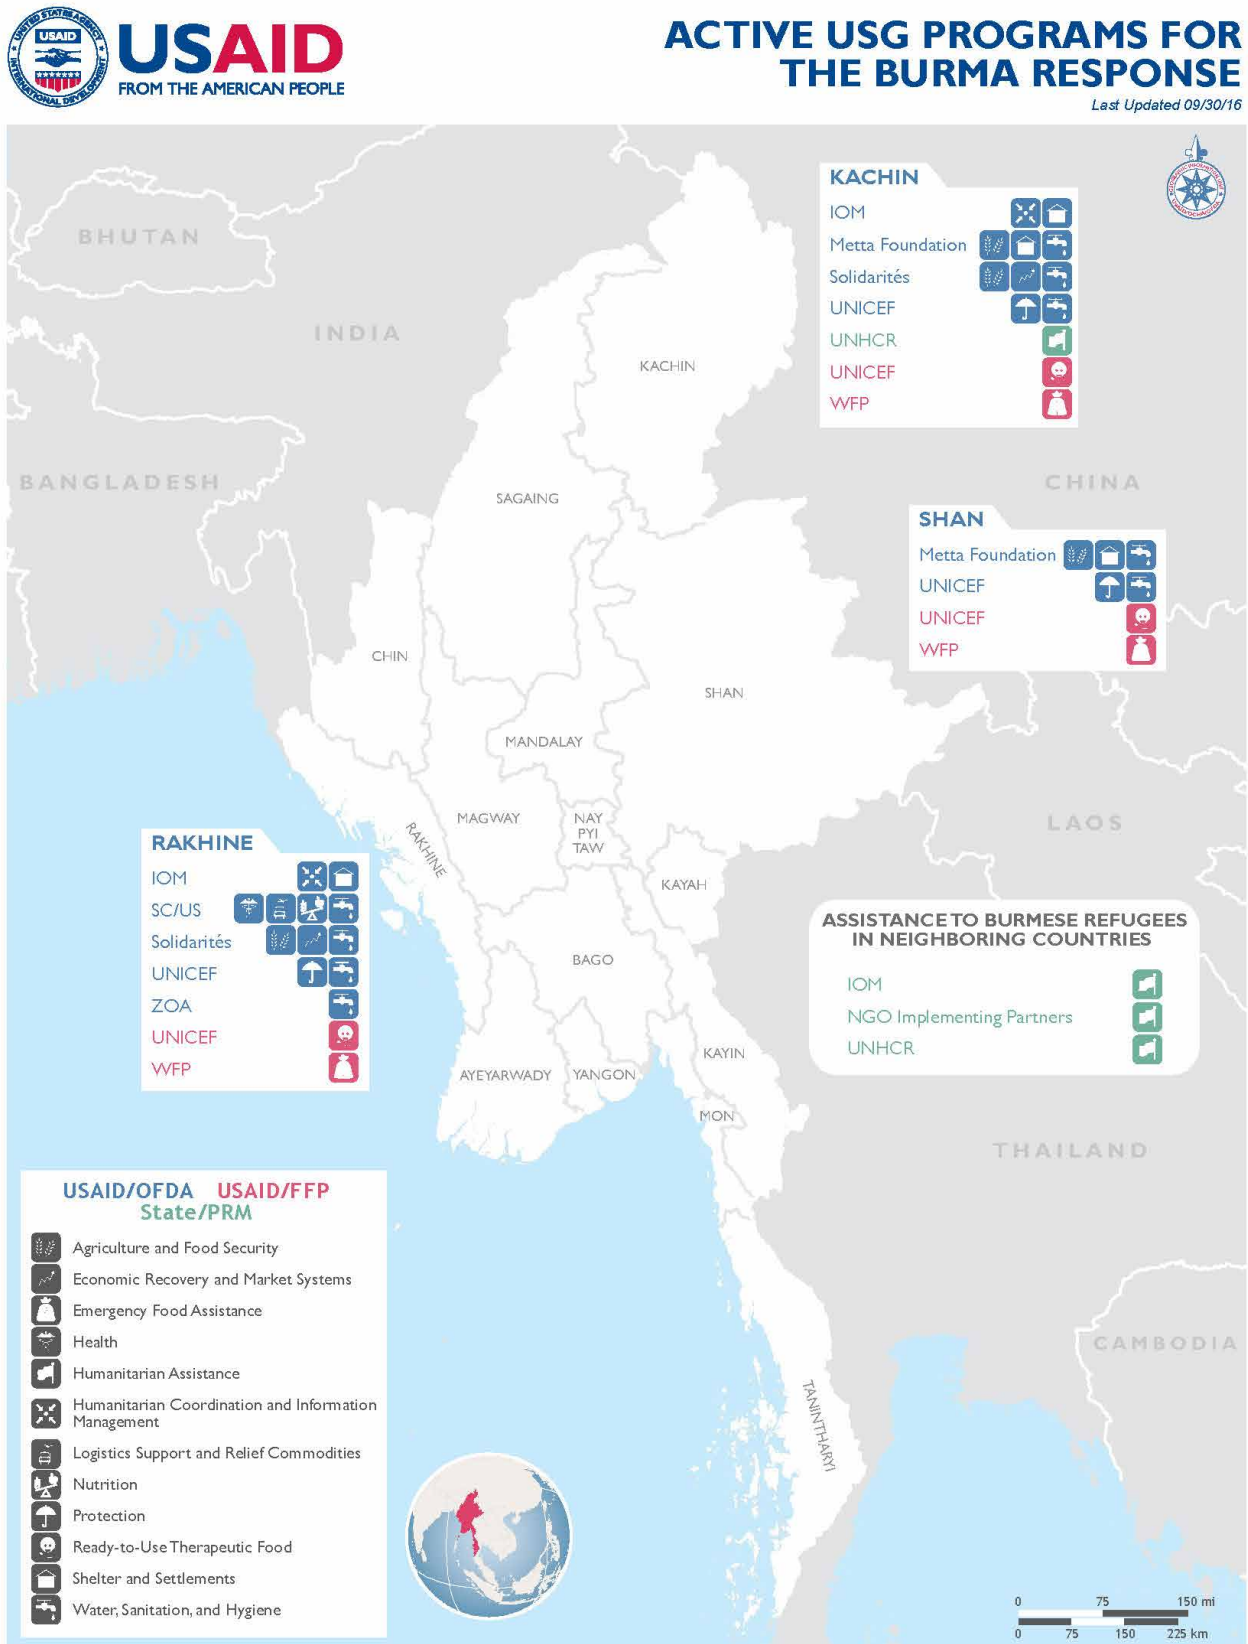 USAID
FROM THE AMERICAN PEOPLE
UNITED STATES AGENCY
INTERNATIONAL DEVELOPMENT
USAID
ACTIVE USG PROGRAMS FOR
THE BURMA RESPONSE
Last Updated 09/30/16
BHUTAN
INDIA
BANGLADESH
CHINA
LAOS
THAILAND
CAMBODIA
KACHIN
SAGAING
CHIN
SHAN
MANDALAY
MAGWAY
NAY
PYI
TAW
RAKHINE
KAYAH
BAGO
KAYIN
AYEYARWADY
YANGON
MON
TANINTHARYI
KACHIN
IOM
Metta Foundation
Solidarités
UNICEF
UNHCR
UNICEF
WFP
SHAN
Metta Foundation
UNICEF
UNICEF
WFP
RAKHINE
IOM
SC/US
Solidarités
UNICEF
ZOA
UNICEF
WFP
ASSISTANCE TO BURMESE REFUGEES
IN NEIGHBORING COUNTRIES
IOM
NGO Implementing Partners
UNHCR
USAID/OFDA USAID/FFP
State/PRM
Agriculture and Food Security
Economic Recovery and Market Systems
Emergency Food Assistance
Health
Humanitarian Assistance
Humanitarian Coordination and Information
Management
Logistics Support and Relief Commodities
Nutrition
Protection
Ready-to-Use Therapeutic Food
Shelter and Settlements
Water, Sanitation, and Hygiene
0 75 150 mi
0 75 150 225 km